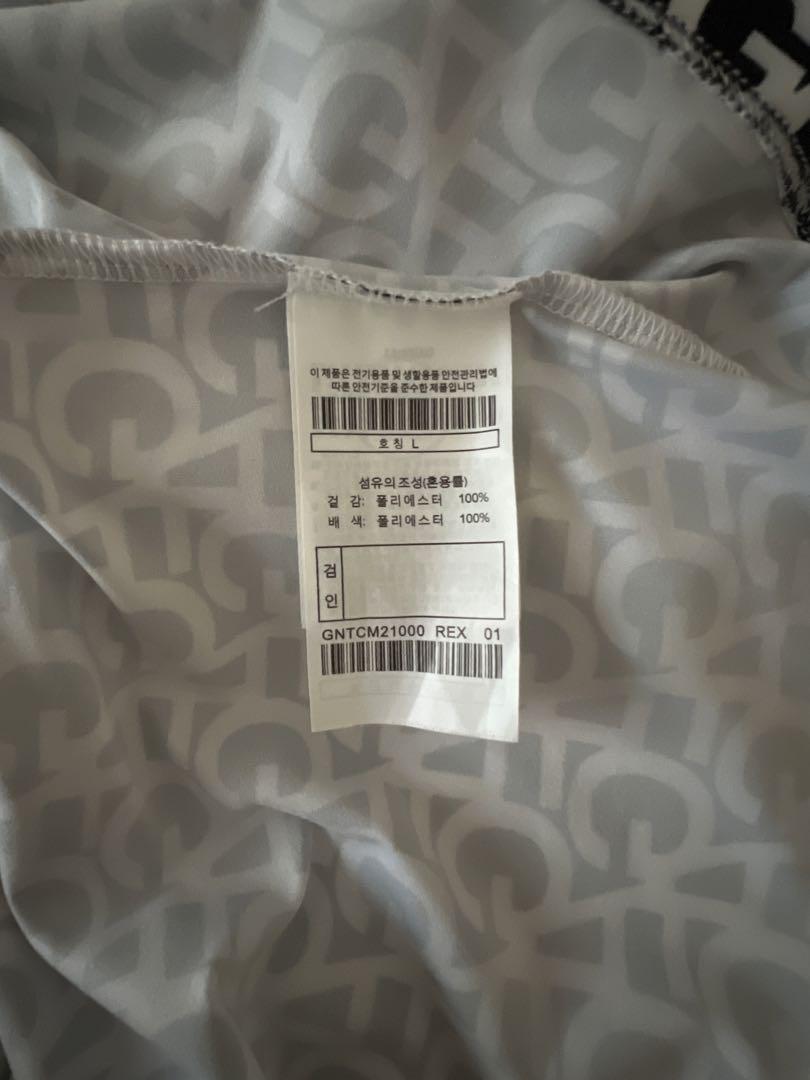 이 제품은 전기용품 및 생활용품 안전관리법에
따른 안전기준을 준수한 제품입니다
호칭 L
섬유의 조성(혼용률)
겉 감: 폴리에스터 100%
배 색: 폴리에스터 100%
검
인
GNTCM21000 REX 01